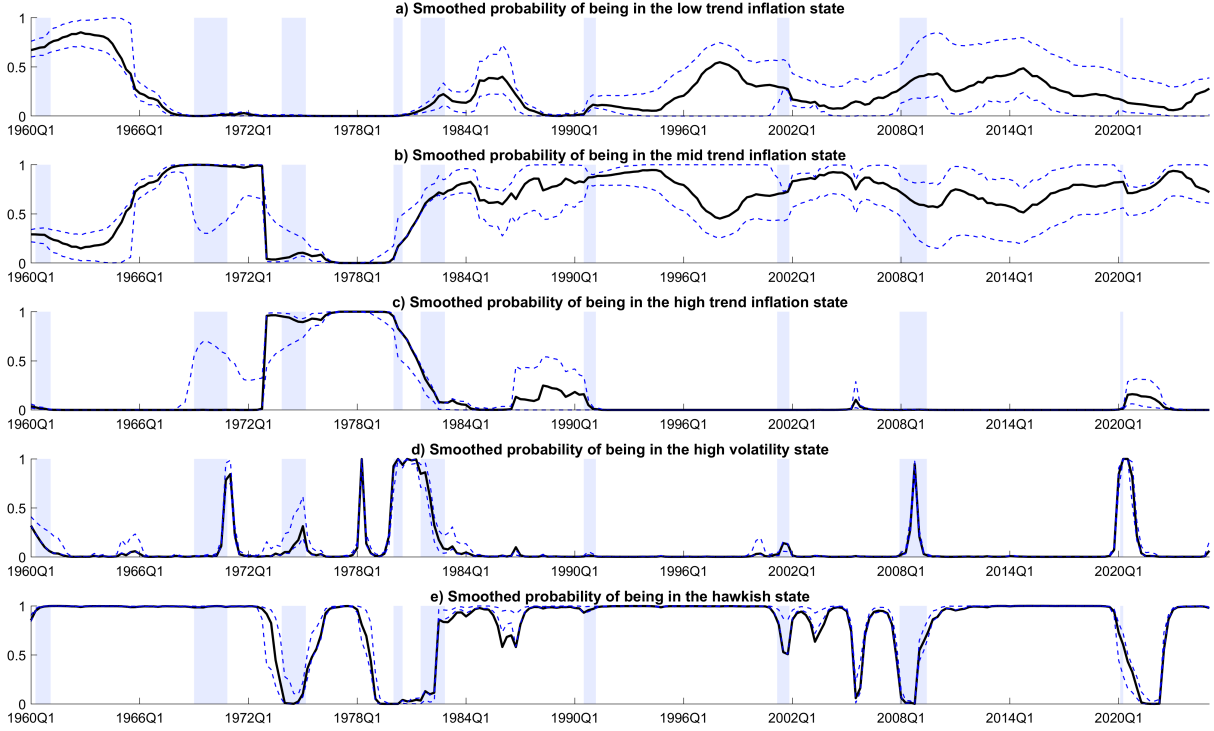 a) Smoothed probability of being in the low trend inflation state
1
0.5
0
1960Q1 1966Q1 1972Q1 1978Q1 1984Q1 1990Q1 1996Q1 2002Q1 2008Q1 2014Q1 2020Q1
b) Smoothed probability of being in the mid trend inflation state
1
0.5
0
1960Q1 1966Q1 1972Q1 1978Q1 1984Q1 1990Q1 1996Q1 2002Q1 2008Q1 2014Q1 2020Q1
c) Smoothed probability of being in the high trend inflation state
1
0.5
0
1960Q1 1966Q1 1972Q1 1978Q1 1984Q1 1990Q1 1996Q1 2002Q1 2008Q1 2014Q1 2020Q1
d) Smoothed probability of being in the high volatility state
1
0.5
0
1960Q1 1966Q1 1972Q1 1978Q1 1984Q1 1990Q1 1996Q1 2002Q1 2008Q1 2014Q1 2020Q1
e) Smoothed probability of being in the hawkish state
1
0.5
0
1960Q1 1966Q1 1972Q1 1978Q1 1984Q1 1990Q1 1996Q1 2002Q1 2008Q1 2014Q1 2020Q1